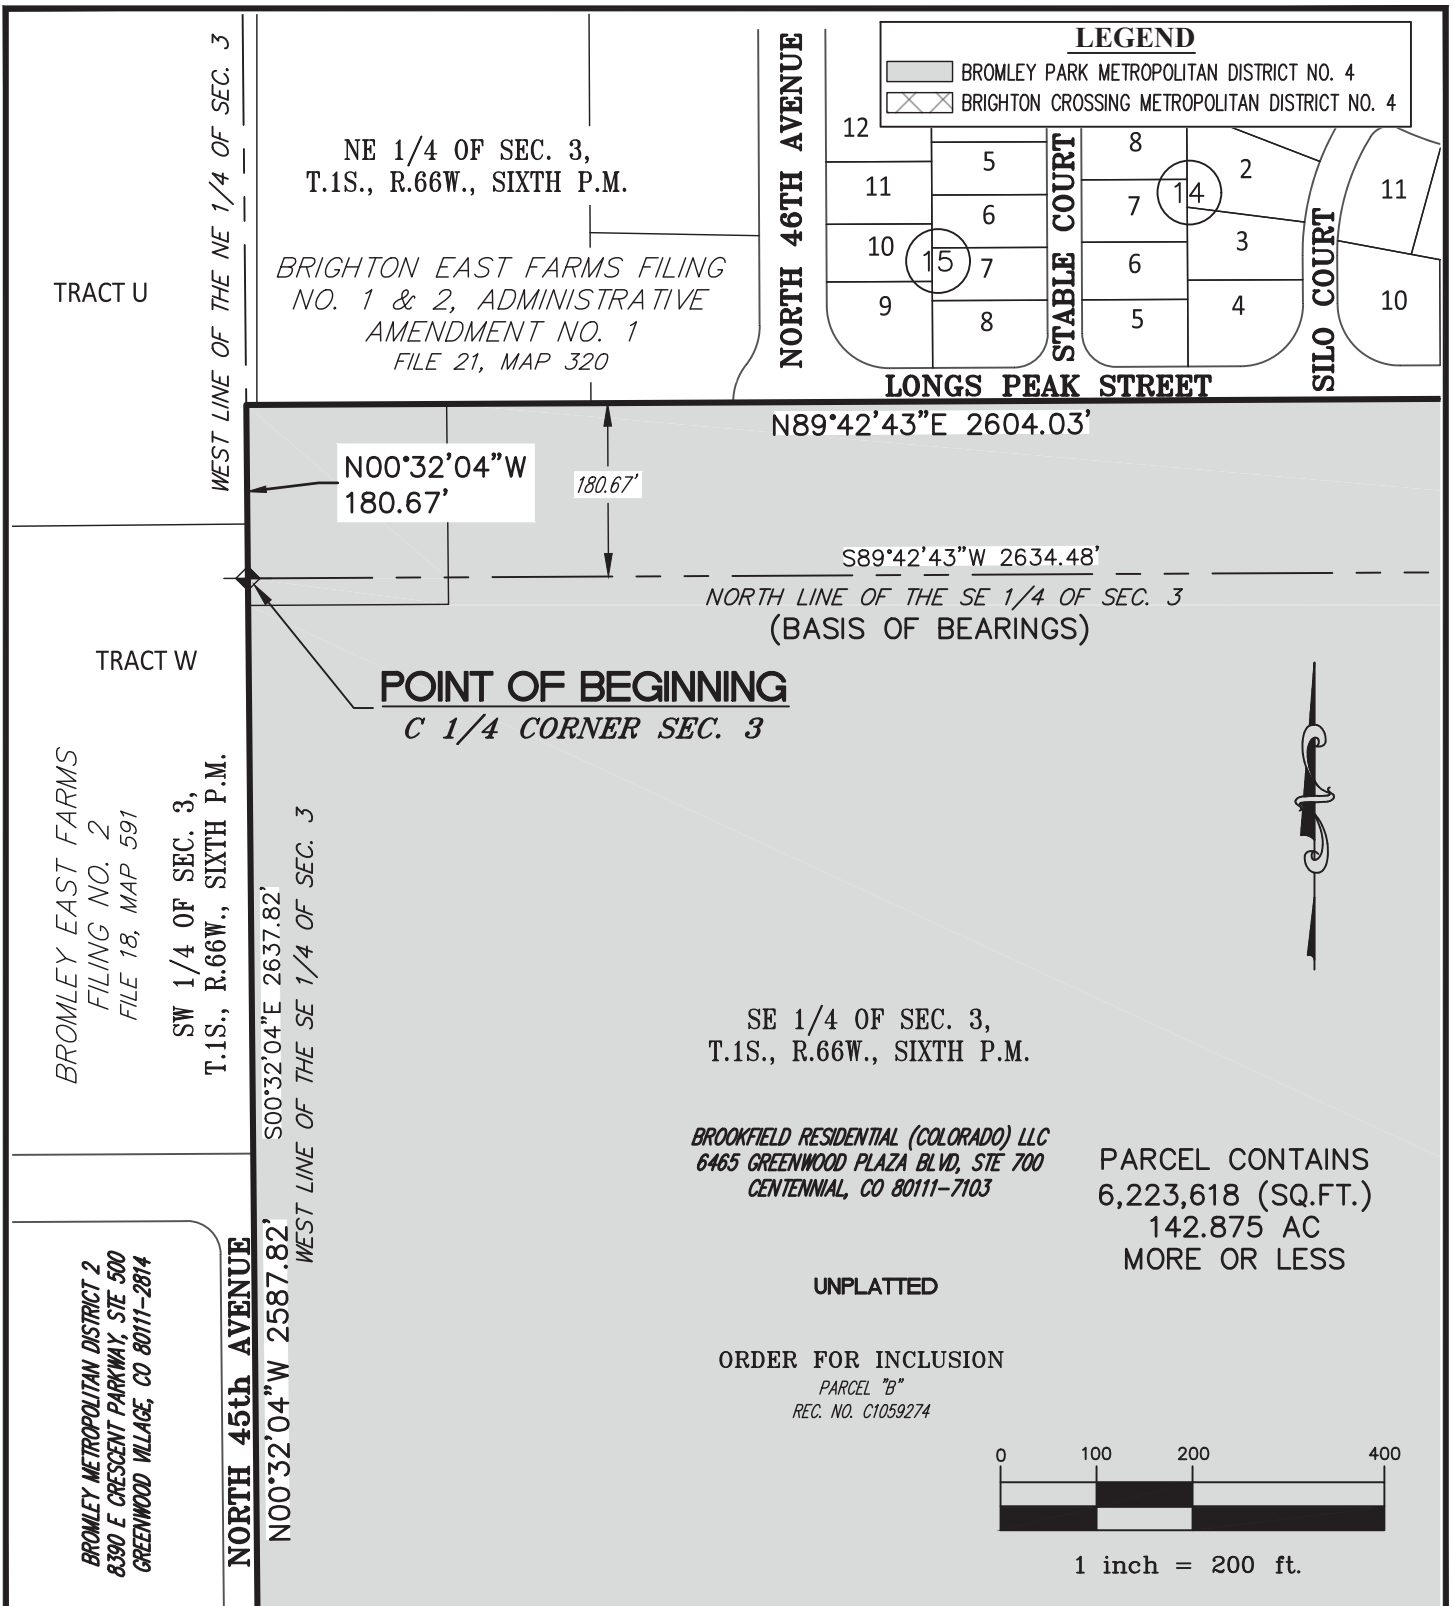 LEGEND
BROMLEY PARK METROPOLITAN DISTRICT NO. 4
BRIGHTON CROSSING METROPOLITAN DISTRICT NO. 4
WEST LINE OF THE NE 1/4 OF SEC. 3
NE 1/4 OF SEC. 3,
T.1S., R.66W., SIXTH P.M.
BRIGHTON EAST FARMS FILING
NO. 1 & 2, ADMINISTRATIVE
AMENDMENT NO. 1
FILE 21, MAP 320
TRACT U
NORTH 46TH AVENUE
12
11
10
9
15
5
6
7
8
STABLE COURT
8
7
6
5
14
2
3
4
SILO COURT
11
10
LONGS PEAK STREET
N89°42'43"E 2604.03'
N00°32'04"W
180.67'
180.67'
S89°42'43"W 2634.48'
NORTH LINE OF THE SE 1/4 OF SEC. 3
(BASIS OF BEARINGS)
TRACT W
POINT OF BEGINNING
C 1/4 CORNER SEC. 3
BROMLEY EAST FARMS
FILING NO. 2
FILE 18, MAP 591
SW 1/4 OF SEC. 3,
T.1S., R.66W., SIXTH P.M.
S00°32'04"E 2637.82'
WEST LINE OF THE SE 1/4 OF SEC. 3
SE 1/4 OF SEC. 3,
T.1S., R.66W., SIXTH P.M.
BROOKFIELD RESIDENTIAL (COLORADO) LLC
6465 GREENWOOD PLAZA BLVD, STE 700
CENTENNIAL, CO 80111-7103
PARCEL CONTAINS
6,223,618 (SQ.FT.)
142.875 AC
MORE OR LESS
UNPLATTED
ORDER FOR INCLUSION
PARCEL "B"
REC. NO. C1059274
BROMLEY METROPOLITAN DISTRICT 2
8390 E CRESCENT PARKWAY, STE 500
GREENWOOD VILLAGE, CO 80111-2814
NORTH 45th AVENUE
N00°32'04"W 2587.82'
0 100 200 400
1 inch = 200 ft.